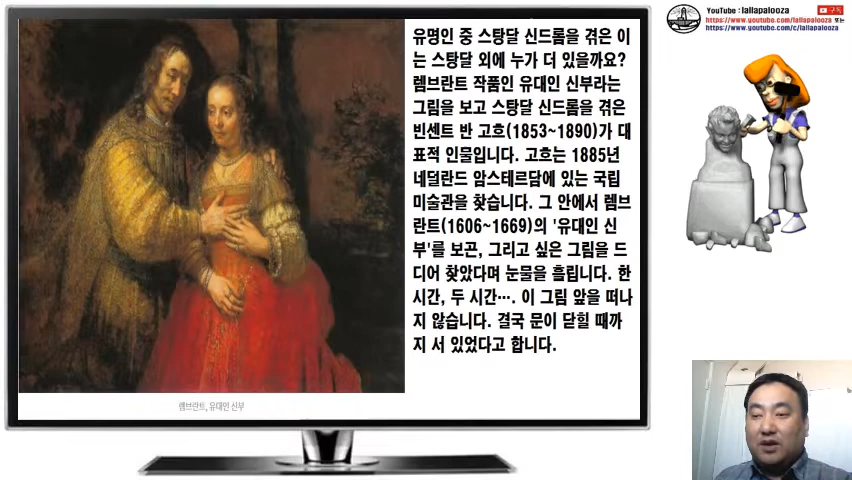 YouTube : lallapalooza
구독
https://www.youtube.com/lallapalooza 또는
https://www.youtube.com/c/lallapalooza
유명인 중 스탕달 신드롬을 겪은 이
는 스탕달 외에 누가 더 있을까요?
렘브란트 작품인 유대인 신부라는
그림을 보고 스탕달 신드롬을 겪은
빈센트 반 고흐(1853~1890)가 대
표적 인물입니다. 고흐는 1885년
네덜란드 암스테르담에 있는 국립
미술관을 찾습니다. 그 안에서 렘브
란트(1606~1669)의 '유대인 신
부'를 보곤, 그리고 싶은 그림을 드
디어 찾았다며 눈물을 흘립니다. 한
시간, 두 시간…. 이 그림 앞을 떠나
지 않습니다. 결국 문이 닫힐 때까
지 서 있었다고 합니다.
렘브란트, 유대인 신부